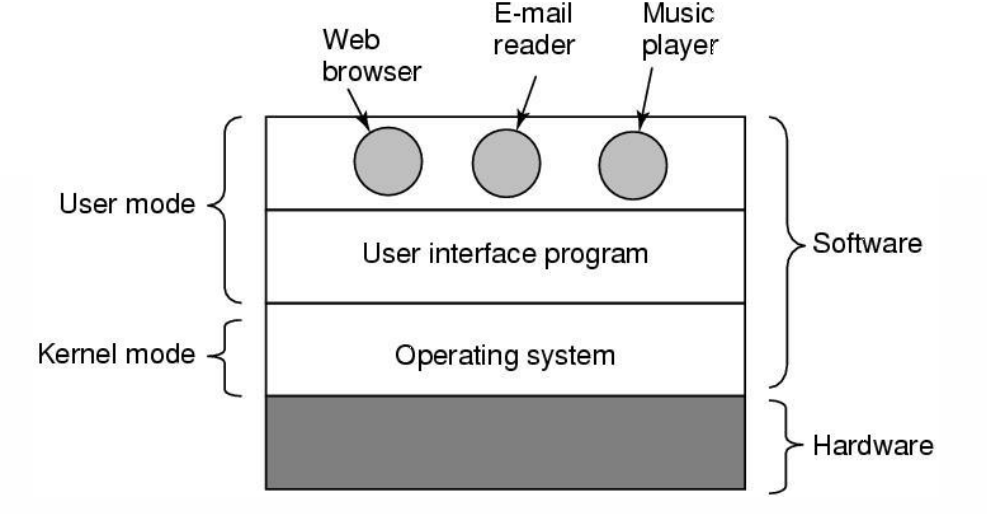 Web
browser
E-mail
reader
Music
player
User mode
User interface program
Software
Kernel mode
Operating system
Hardware